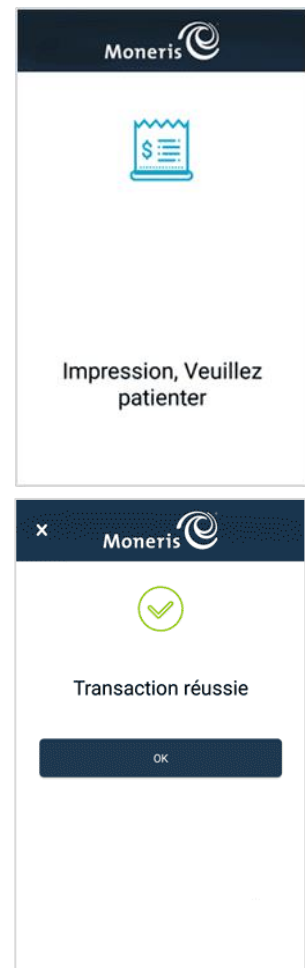 Moneris
$
Impression, Veuillez
patienter
× Moneris
Transaction réussie
OK